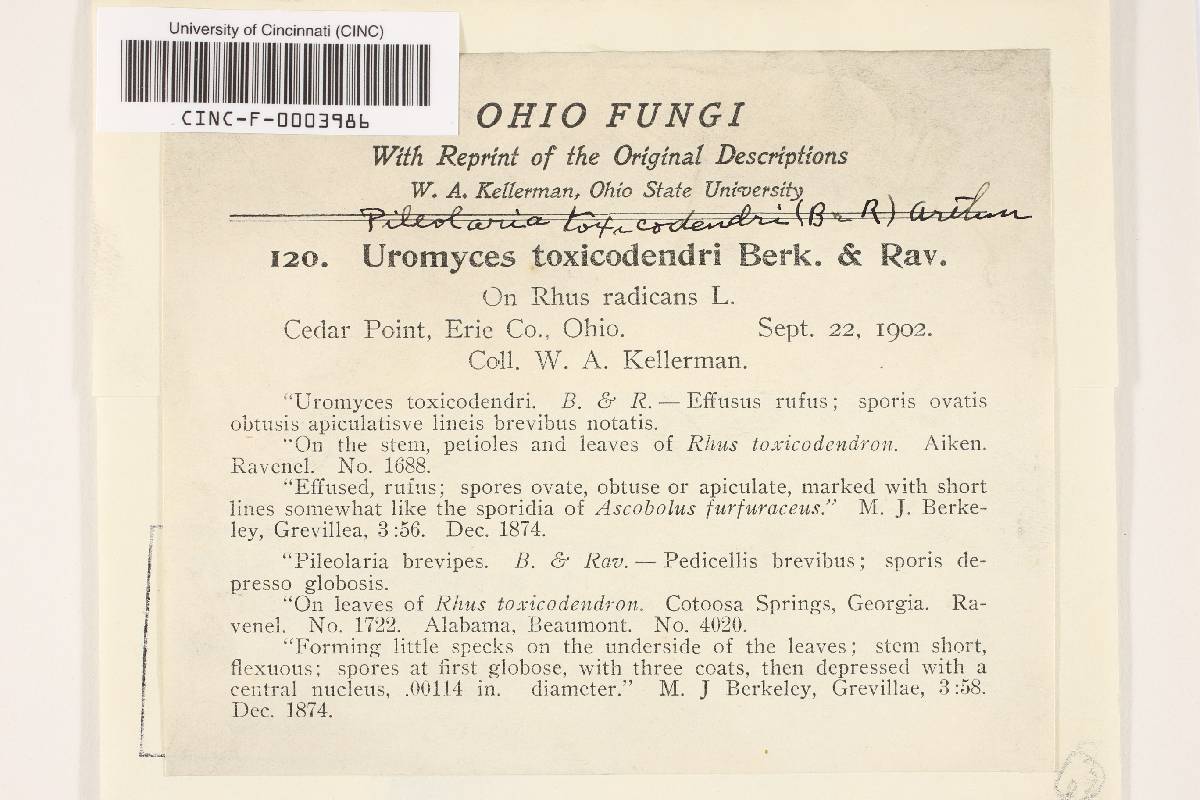 University of Cincinnati (CINC)
CINC-F-0003986
OHIO FUNGI
With Reprint of the Original Descriptions
W. A. Kellerman, Ohio State University
Pileolaria toxicodendri (B & R) Arthur
120. Uromyces toxicodendri Berk. & Rav.
On Rhus radicans L.
Cedar Point, Erie Co., Ohio. Sept. 22, 1902.
Coll. W. A. Kellerman.
"Uromyces toxicodendri. B. & R. — Effusus rufus; sporis ovatis
obtusis apiculatisve lineis brevibus notatis.
"On the stem, petioles and leaves of Rhus toxicodendron. Aiken.
Ravenel. No. 1688.
"Effused, rufus; spores ovate, obtuse or apiculate, marked with short
lines somewhat like the sporidia of Ascobolus furfuraceus." M. J. Berke-
ley, Grevillea, 3:56. Dec. 1874.
"Pileolaria brevipes. B. & Rav. — Pedicellis brevibus; sporis de-
presso globosis.
"On leaves of Rhus toxicodendron. Cotoosa Springs, Georgia. Ra-
venel. No. 1722. Alabama, Beaumont. No. 4020.
"Forming little specks on the underside of the leaves; stem short,
flexuous; spores at first globose, with three coats, then depressed with a
central nucleus, .00114 in. diameter." M. J Berkeley, Grevillae, 3:58.
Dec. 1874.